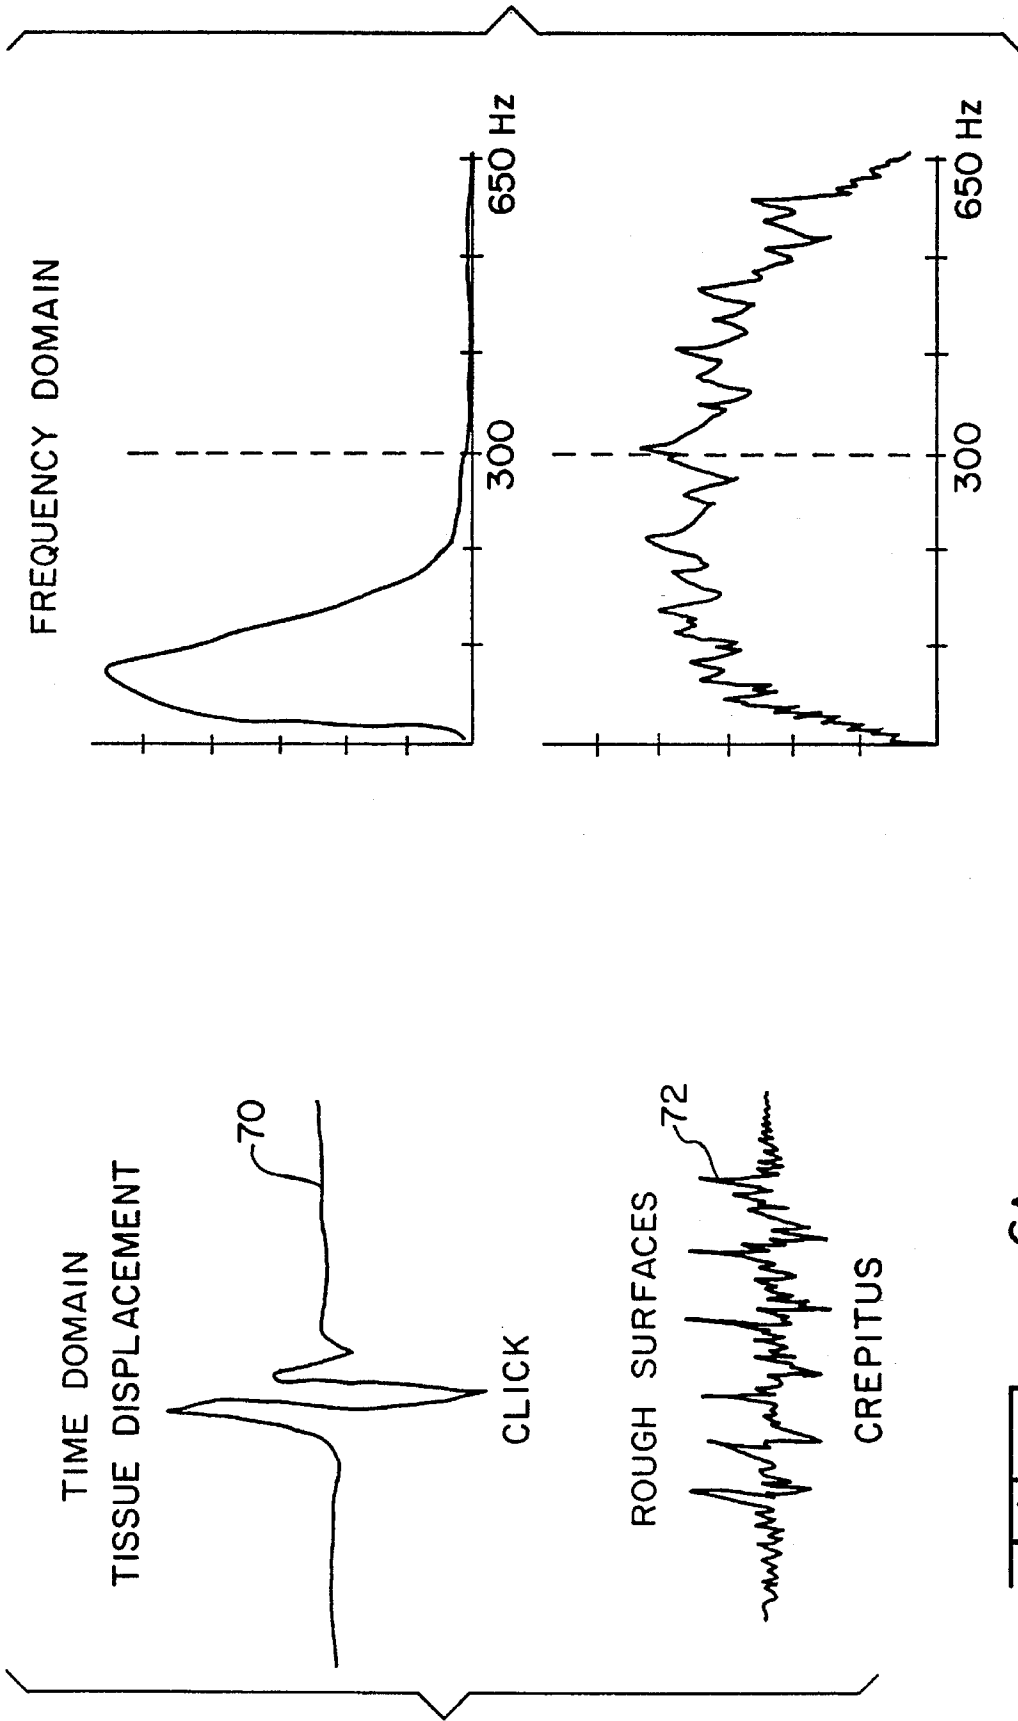 TIME DOMAIN
TISSUE DISPLACEMENT
70
CLICK
ROUGH SURFACES
72
CREPITUS
FREQUENCY DOMAIN
300
650 Hz
300
650 Hz